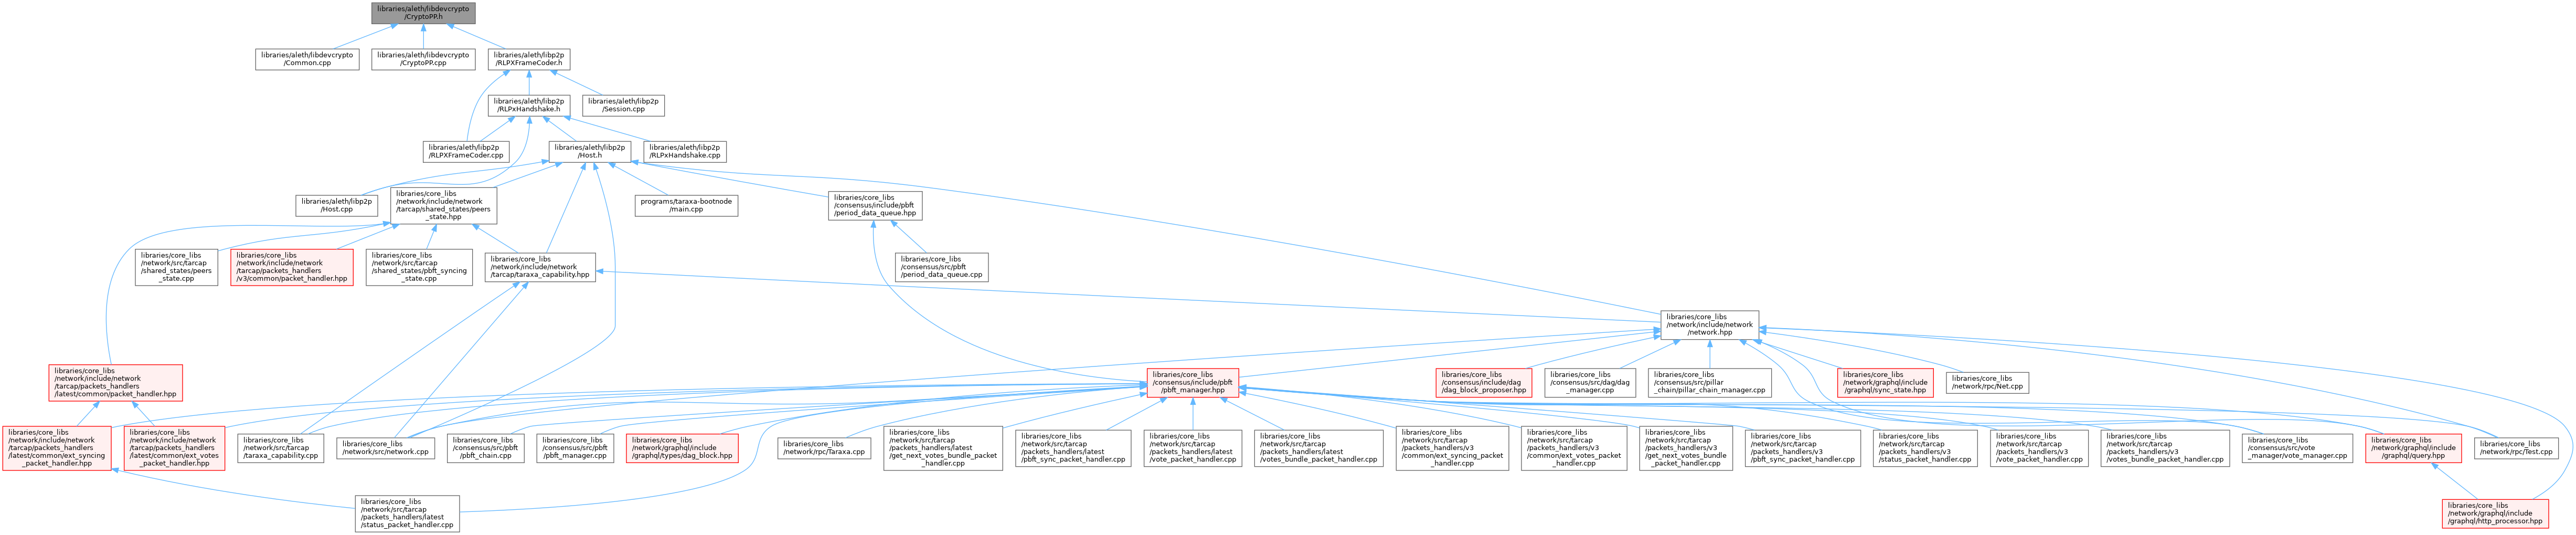 libraries/aleth/libdevcrypto
/CryptoPP.h
libraries/aleth/libdevcrypto
/Common.cpp
libraries/aleth/libdevcrypto
/CryptoPP.cpp
libraries/aleth/libp2p
/RLPXFrameCoder.h
libraries/aleth/libp2p
/RLPxHandshake.h
libraries/aleth/libp2p
/Session.cpp
libraries/aleth/libp2p
/RLPXFrameCoder.cpp
libraries/aleth/libp2p
/Host.h
libraries/aleth/libp2p
/RLPxHandshake.cpp
libraries/aleth/libp2p
/Host.cpp
libraries/core_libs
/network/include/network
/tarcap/shared_states/peers
_state.hpp
programs/taraxa-bootnode
/main.cpp
libraries/core_libs
/consensus/include/pbft
/period_data_queue.hpp
libraries/core_libs
/network/src/tarcap
/shared_states/peers
_state.cpp
libraries/core_libs
/network/include/network
/tarcap/packets_handlers
/v3/common/packet_handler.hpp
libraries/core_libs
/network/src/tarcap
/shared_states/pbft_syncing
_state.cpp
libraries/core_libs
/network/include/network
/tarcap/taraxa_capability.hpp
libraries/core_libs
/consensus/src/pbft
/period_data_queue.cpp
libraries/core_libs
/network/include/network
/network.hpp
libraries/core_libs
/network/include/network
/tarcap/packets_handlers
/latest/common/packet_handler.hpp
libraries/core_libs
/consensus/include/pbft
/pbft_manager.hpp
libraries/core_libs
/consensus/include/dag
/dag_block_proposer.hpp
libraries/core_libs
/consensus/src/dag/dag
_manager.cpp
libraries/core_libs
/consensus/src/pillar
_chain/pillar_chain_manager.cpp
libraries/core_libs
/network/graphql/include
/graphql/sync_state.hpp
libraries/core_libs
/network/rpc/Net.cpp
libraries/core_libs
/network/include/network
/tarcap/packets_handlers
/latest/common/ext_syncing
_packet_handler.hpp
libraries/core_libs
/network/include/network
/tarcap/packets_handlers
/latest/common/ext_votes
_packet_handler.hpp
libraries/core_libs
/network/src/tarcap
/taraxa_capability.cpp
libraries/core_libs
/network/src/network.cpp
libraries/core_libs
/consensus/src/pbft
/pbft_chain.cpp
libraries/core_libs
/consensus/src/pbft
/pbft_manager.cpp
libraries/core_libs
/network/graphql/include
/graphql/types/dag_block.hpp
libraries/core_libs
/network/rpc/Taraxa.cpp
libraries/core_libs
/network/src/tarcap
/packets_handlers/latest
/get_next_votes_bundle_packet
_handler.cpp
libraries/core_libs
/network/src/tarcap
/packets_handlers/latest
/pbft_sync_packet_handler.cpp
libraries/core_libs
/network/src/tarcap
/packets_handlers/latest
/vote_packet_handler.cpp
libraries/core_libs
/network/src/tarcap
/packets_handlers/latest
/votes_bundle_packet_handler.cpp
libraries/core_libs
/network/src/tarcap
/packets_handlers/v3
/common/ext_syncing_packet
_handler.cpp
libraries/core_libs
/network/src/tarcap
/packets_handlers/v3
/common/ext_votes_packet
_handler.cpp
libraries/core_libs
/network/src/tarcap
/packets_handlers/v3
/get_next_votes_bundle
_packet_handler.cpp
libraries/core_libs
/network/src/tarcap
/packets_handlers/v3
/pbft_sync_packet_handler.cpp
libraries/core_libs
/network/src/tarcap
/packets_handlers/v3
/status_packet_handler.cpp
libraries/core_libs
/network/src/tarcap
/packets_handlers/v3
/vote_packet_handler.cpp
libraries/core_libs
/network/src/tarcap
/packets_handlers/v3
/votes_bundle_packet_handler.cpp
libraries/core_libs
/consensus/src/vote
_manager/vote_manager.cpp
libraries/core_libs
/network/graphql/include
/graphql/query.hpp
libraries/core_libs
/network/rpc/Test.cpp
libraries/core_libs
/network/src/tarcap
/packets_handlers/latest
/status_packet_handler.cpp
libraries/core_libs
/network/graphql/include
/graphql/http_processor.hpp